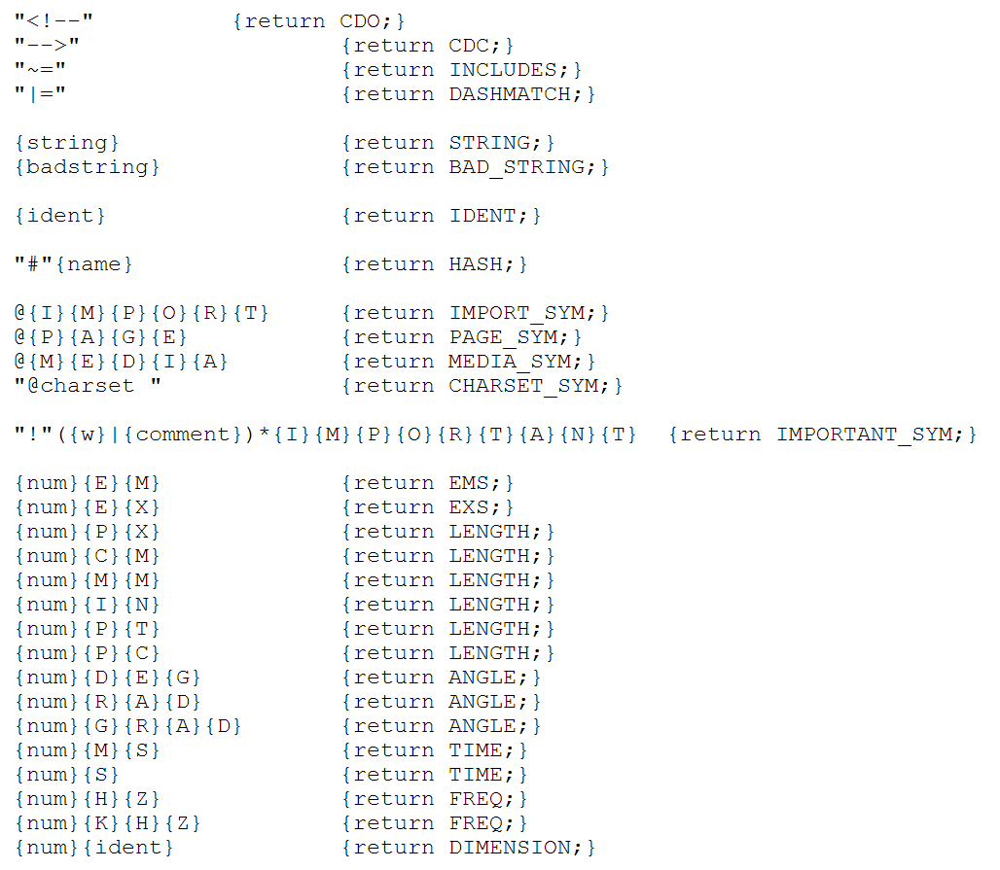 "<!--" {return CDO;}
"-->" {return CDC;}
"~=" {return INCLUDES;}
"|=" {return DASHMATCH;}
{string} {return STRING;}
{badstring} {return BAD_STRING;}
{ident} {return IDENT;}
"#"{name} {return HASH;}
@{I}{M}{P}{O}{R}{T} {return IMPORT_SYM;}
@{P}{A}{G}{E} {return PAGE_SYM;}
@{M}{E}{D}{I}{A} {return MEDIA_SYM;}
"@charset " {return CHARSET_SYM;}
"!"({w}|{comment})*{I}{M}{P}{O}{R}{T}{A}{N}{T} {return IMPORTANT_SYM;}
{num}{E}{M} {return EMS;}
{num}{E}{X} {return EXS;}
{num}{P}{X} {return LENGTH;}
{num}{C}{M} {return LENGTH;}
{num}{M}{M} {return LENGTH;}
{num}{I}{N} {return LENGTH;}
{num}{P}{T} {return LENGTH;}
{num}{P}{C} {return LENGTH;}
{num}{D}{E}{G} {return ANGLE;}
{num}{R}{A}{D} {return ANGLE;}
{num}{G}{R}{A}{D} {return ANGLE;}
{num}{M}{S} {return TIME;}
{num}{S} {return TIME;}
{num}{H}{Z} {return FREQ;}
{num}{K}{H}{Z} {return FREQ;}
{num}{ident} {return DIMENSION;}